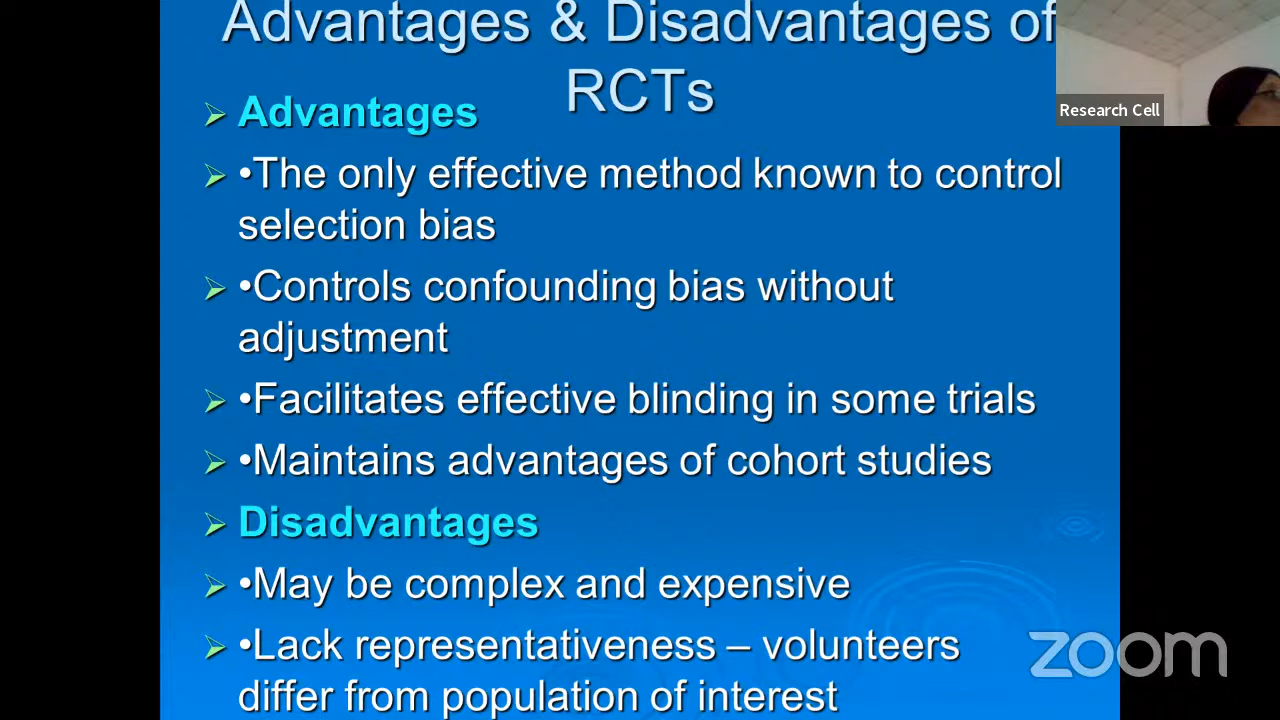 Advantages & Disadvantages of
RCTs
Research Cell
➢ Advantages
➢ •The only effective method known to control
selection bias
➢ •Controls confounding bias without
adjustment
➢ •Facilitates effective blinding in some trials
➢ •Maintains advantages of cohort studies
➢ Disadvantages
➢ •May be complex and expensive
➢ •Lack representativeness – volunteers
differ from population of interest
zoom